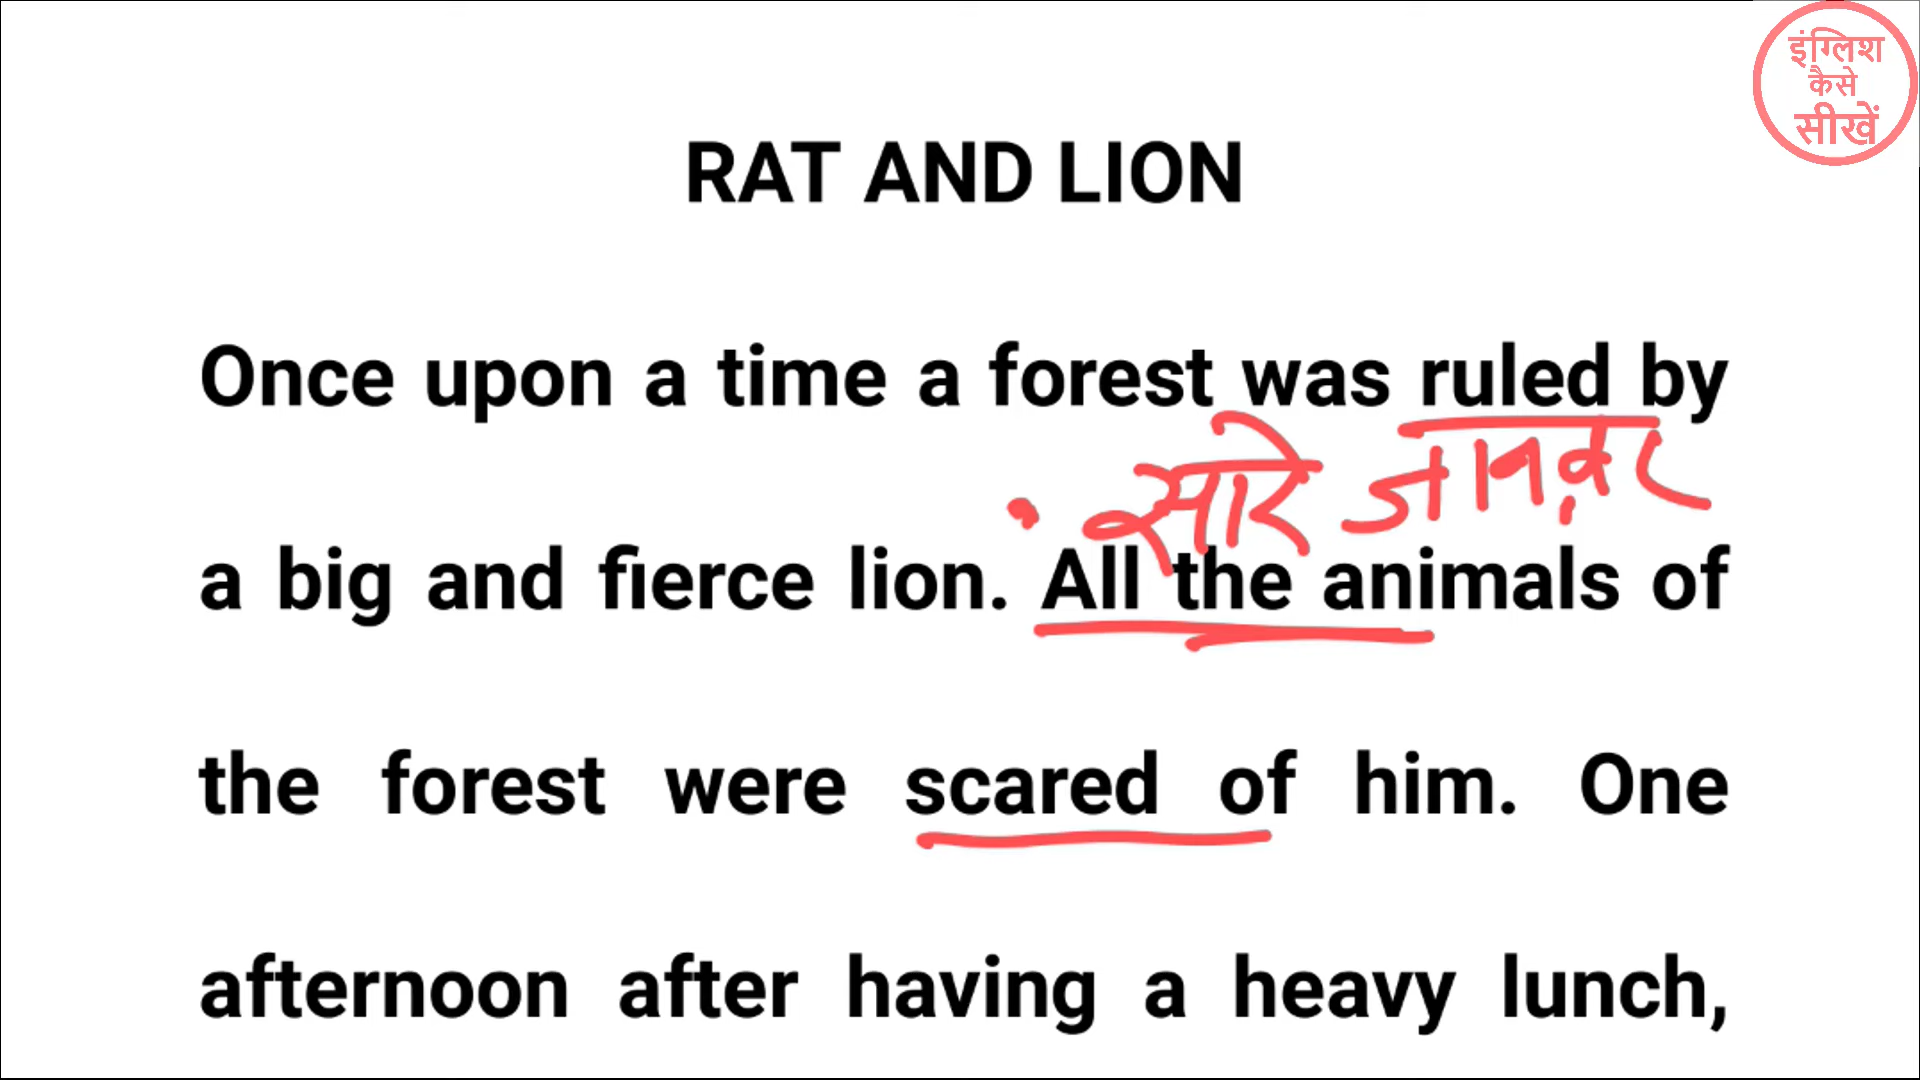 इंग्लिश
कैसे
सीखें
RAT AND LION
Once upon a time a forest was ruled by
सारे जानवर
a big and fierce lion. All the animals of
the forest were scared of him. One
afternoon after having a heavy lunch,